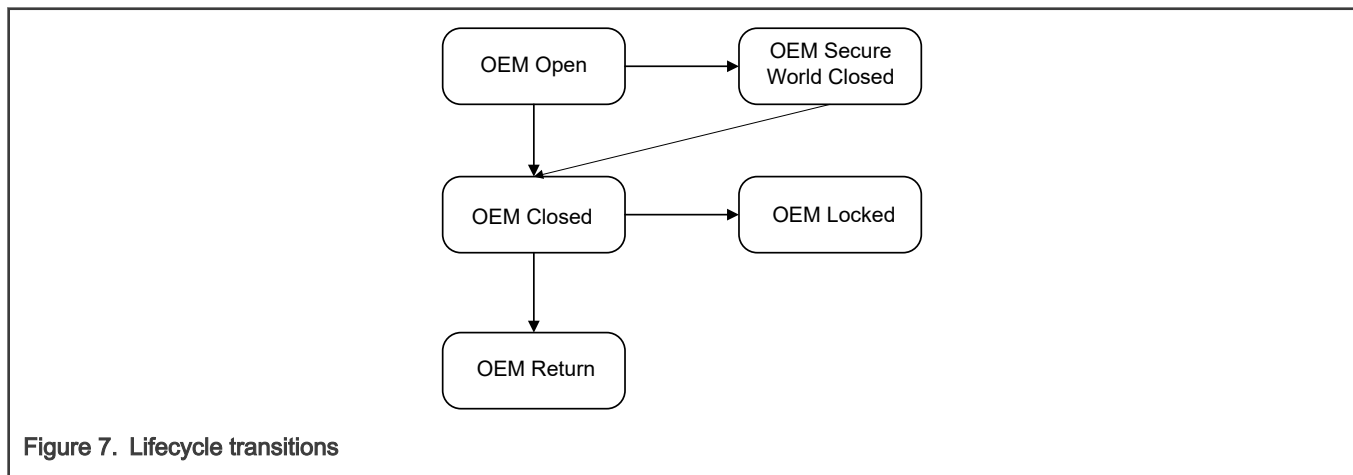 OEM Open
OEM Secure
World Closed
OEM Closed
OEM Locked
OEM Return
Figure 7. Lifecycle transitions